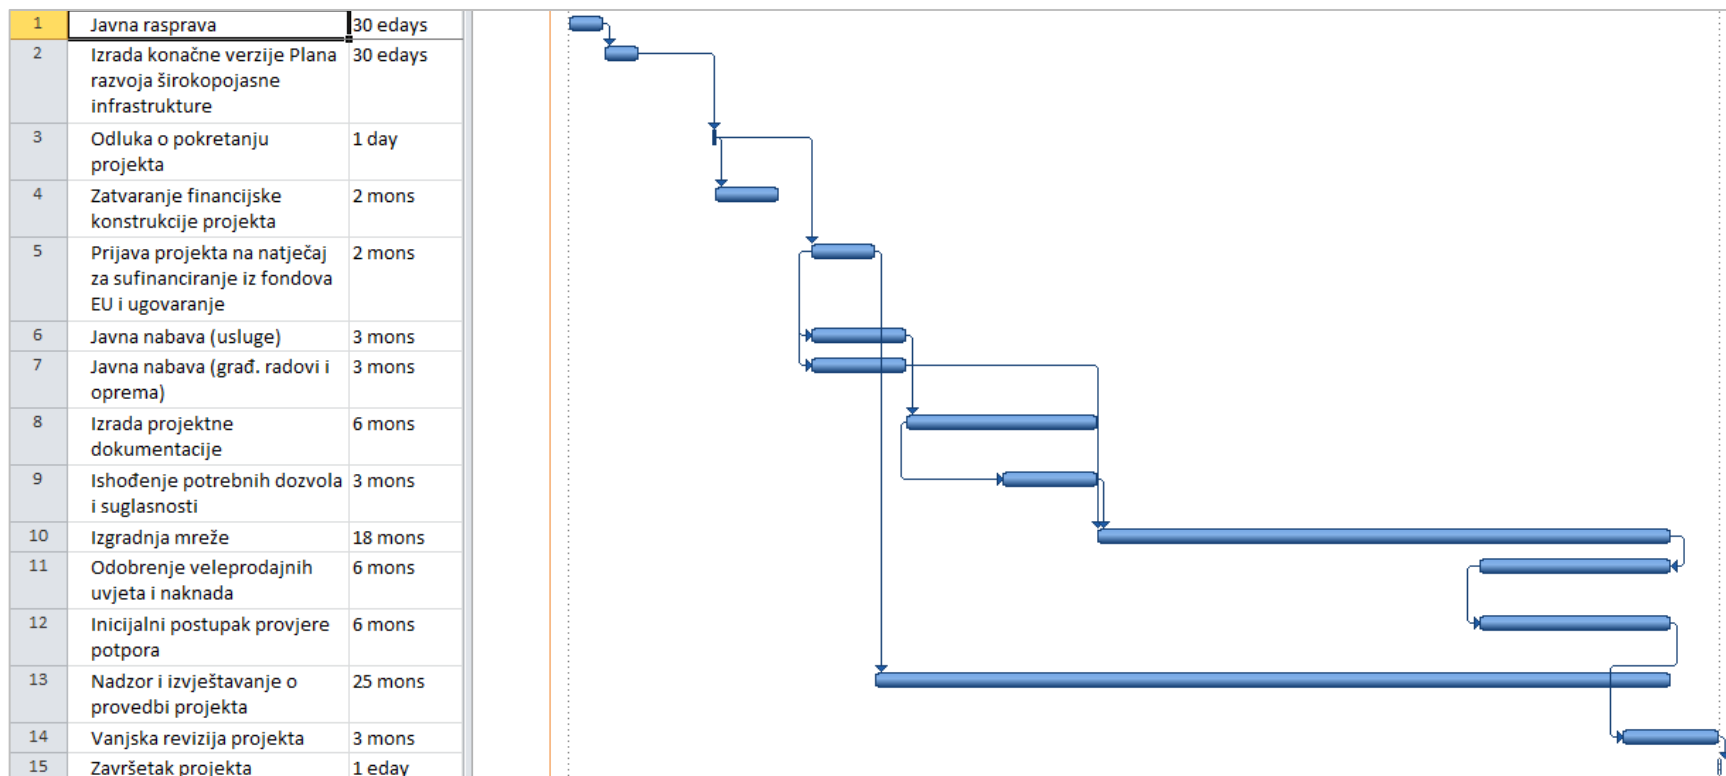 1 Javna rasprava 30 edays
2 Izrada konačne verzije Plana 30 edays
razvoja širokopojasne
infrastrukture
3 Odluka o pokretanju 1 day
projekta
4 Zatvaranje financijske 2 mons
konstrukcije projekta
5 Prijava projekta na natječaj 2 mons
za sufinanciranje iz fondova
EU i ugovaranje
6 Javna nabava (usluge) 3 mons
7 Javna nabava (građ. radovi i 3 mons
oprema)
8 Izrada projektne 6 mons
dokumentacije
9 Ishođenje potrebnih dozvola 3 mons
i suglasnosti
10 Izgradnja mreže 18 mons
11 Odobrenje veleprodajnih 6 mons
uvjeta i naknada
12 Inicijalni postupak provjere 6 mons
potpora
13 Nadzor i izvještavanje o 25 mons
provedbi projekta
14 Vanjska revizija projekta 3 mons
15 Završetak projekta 1 eday